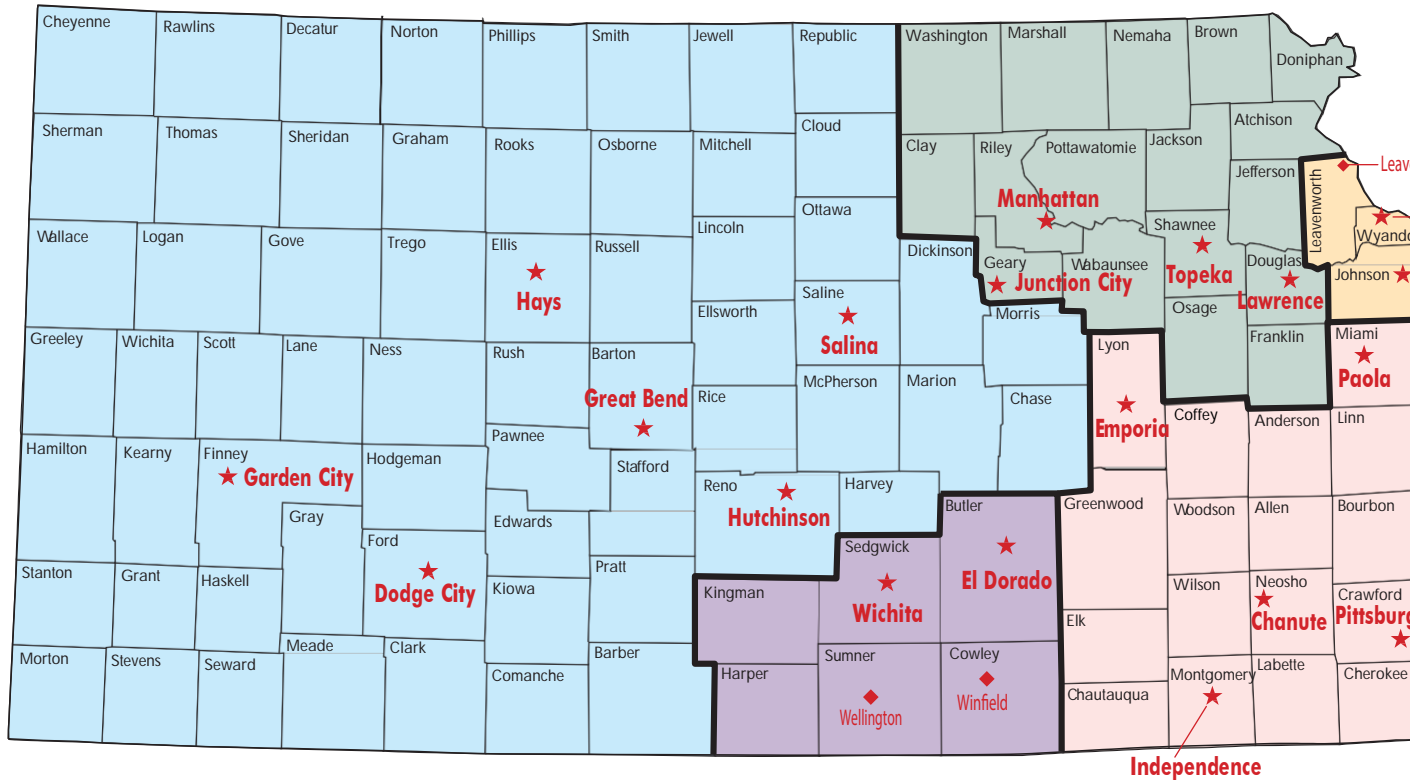 Cheyenne
Rawlins
Decatur
Norton
Phillips
Smith
Jewell
Republic
Washington
Marshall
Nemaha
Brown
Doniphan
Sherman
Thomas
Sheridan
Graham
Rooks
Osborne
Mitchell
Cloud
Clay
Riley
Pottawatomie
Jackson
Atchison
Jefferson
Leavenworth
Leav
Manhattan
Wallace
Logan
Gove
Trego
Ellis
Russell
Lincoln
Ottawa
Dickinson
Geary
Wabaunsee
Shawnee
Douglas
Wyando
Johnson
Hays
Junction City
Topeka
Lawrence
Saline
Ellsworth
Morris
Osage
Franklin
Miami
Paola
Salina
Greeley
Wichita
Scott
Lane
Ness
Rush
Barton
Great Bend
Rice
McPherson
Marion
Chase
Lyon
Emporia
Coffey
Anderson
Linn
Hamilton
Kearny
Finney
Garden City
Hodgeman
Pawnee
Stafford
Reno
Hutchinson
Harvey
Butler
El Dorado
Greenwood
Woodson
Allen
Bourbon
Gray
Ford
Dodge City
Edwards
Pratt
Kiowa
Sedgwick
Wichita
Kingman
Stanton
Grant
Haskell
Wilson
Neosho
Chanute
Crawford
Pittsburg
Elk
Morton
Stevens
Seward
Meade
Clark
Comanche
Barber
Harper
Sumner
Wellington
Cowley
Winfield
Chautauqua
Montgomery
Labette
Cherokee
Independence